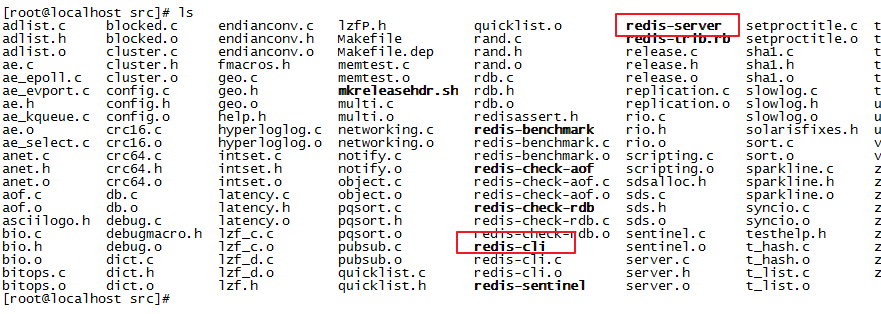 [root@localhost src]# ls
adlist.c blocked.c endianconv.c lzfP.h quicklist.o redis-server setproctitle.c t
adlist.h blocked.o endianconv.h Makefile rand.c redis-trib.rb setproctitle.o t
adlist.o cluster.c endianconv.o Makefile.dep rand.h release.c sha1.c t
ae.c cluster.h fmacros.h memtest.c rand.o release.h sha1.h t
ae_epoll.c cluster.o geo.c memtest.o rdb.c release.o sha1.o t
ae_evport.c config.c geo.h mkreleasehdr.sh rdb.h replication.c slowlog.c t
ae.h config.h geo.o multi.c rdb.o replication.o slowlog.h u
ae_kqueue.c config.o help.h multi.o redisassert.h rio.c slowlog.o u
ae.o crc16.c hyperloglog.c networking.c redis-benchmark rio.h solarisfixes.h u
ae_select.c crc16.o hyperloglog.o networking.o redis-benchmark.c rio.o sort.c v
anet.c crc64.c intset.c notify.c redis-benchmark.o scripting.c sort.o v
anet.h crc64.h intset.h notify.o redis-check-aof scripting.o sparkline.c z
anet.o crc64.o intset.o object.c redis-check-aof.c sdsalloc.h sparkline.h z
aof.c db.c latency.c object.o redis-check-aof.o sds.c sparkline.o z
aof.o db.o latency.h pqsort.c redis-check-rdb sds.h syncio.c z
asciilogo.h debug.c latency.o pqsort.h redis-check-rdb.c sds.o syncio.o z
bio.c debugmacro.h lzf_c.c pqsort.o redis-check-rdb.o sentinel.c testhelp.h z
bio.h debug.o lzf_c.o pubsub.c redis-cli sentinel.o t_hash.c z
bio.o dict.c lzf_d.c pubsub.o redis-cli.c server.c t_hash.o z
bitops.c dict.h lzf_d.o quicklist.c redis-cli.o server.h t_list.c z
bitops.o dict.o lzf.h quicklist.h redis-sentinel server.o t_list.o
[root@localhost src]#